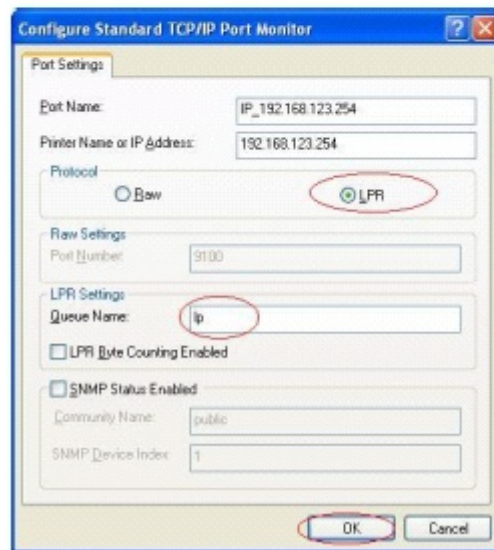 Configure Standard TCP/IP Port Monitor
Port Settings
Port Name: IP_192.168.123.254
Printer Name or IP Address: 192.168.123.254
Protocol
Raw LPR
Raw Settings
Port Number: 9100
LPR Settings
Queue Name: lp
LPR Byte Counting Enabled
SNMP Status Enabled
Community Name: public
SNMP Device Index: 1
OK Cancel